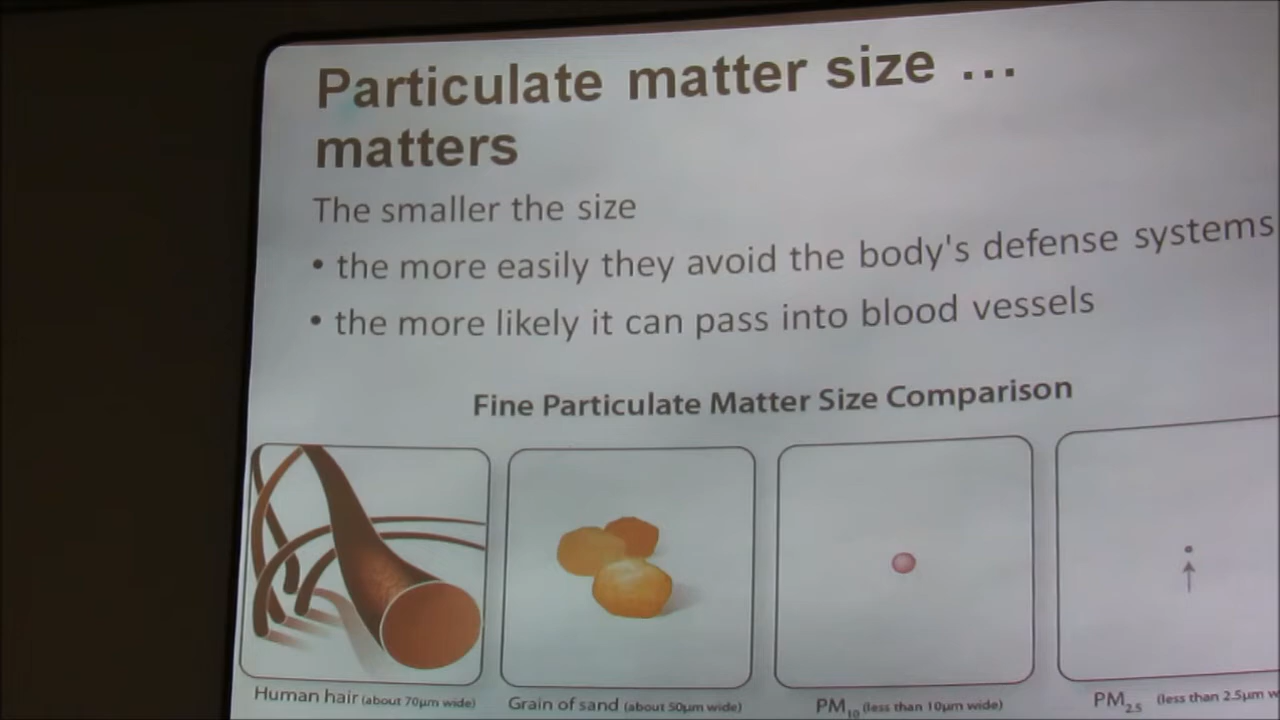 Particulate matter size ...
matters
The smaller the size
• the more easily they avoid the body's defense systems
• the more likely it can pass into blood vessels
Fine Particulate Matter Size Comparison
Human hair (about 70µm wide)
Grain of sand (about 50µm wide)
PM10 (less than 10µm wide)
PM2.5 (less than 2.5µm w